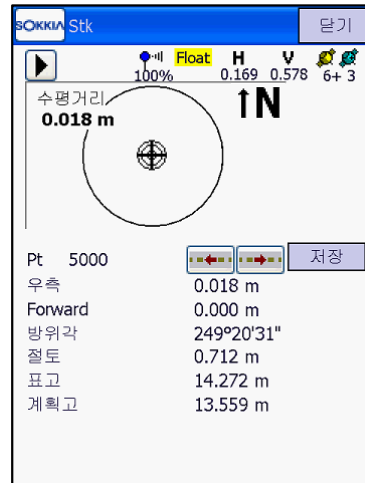 SOKKIA Stk 닫기
Float H V
100% 0.169 0.578 6+ 3
수평거리
0.018 m
N
Pt 5000 저장
우측 0.018 m
Forward 0.000 m
방위각 249º20'31"
절토 0.712 m
표고 14.272 m
계획고 13.559 m